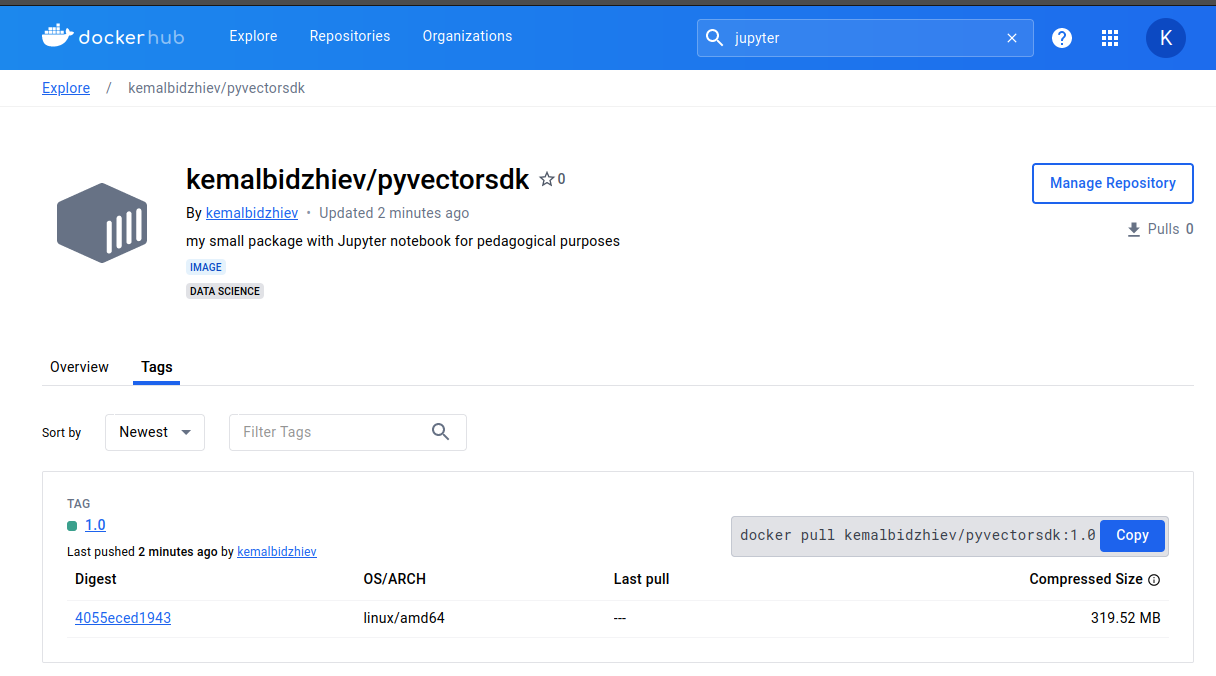 dockerhub Explore Repositories Organizations jupyter K
Explore / kemalbidzhiev/pyvectorsdk
kemalbidzhiev/pyvectorsdk 0
Manage Repository
By kemalbidzhiev • Updated 2 minutes ago
Pulls 0
my small package with Jupyter notebook for pedagogical purposes
IMAGE
DATA SCIENCE
Overview Tags
Sort by Newest Filter Tags
TAG
1.0
docker pull kemalbidzhiev/pyvectorsdk:1.0 Copy
Last pushed 2 minutes ago by kemalbidzhiev
Digest OS/ARCH Last pull Compressed Size
4055eced1943 linux/amd64 --- 319.52 MB